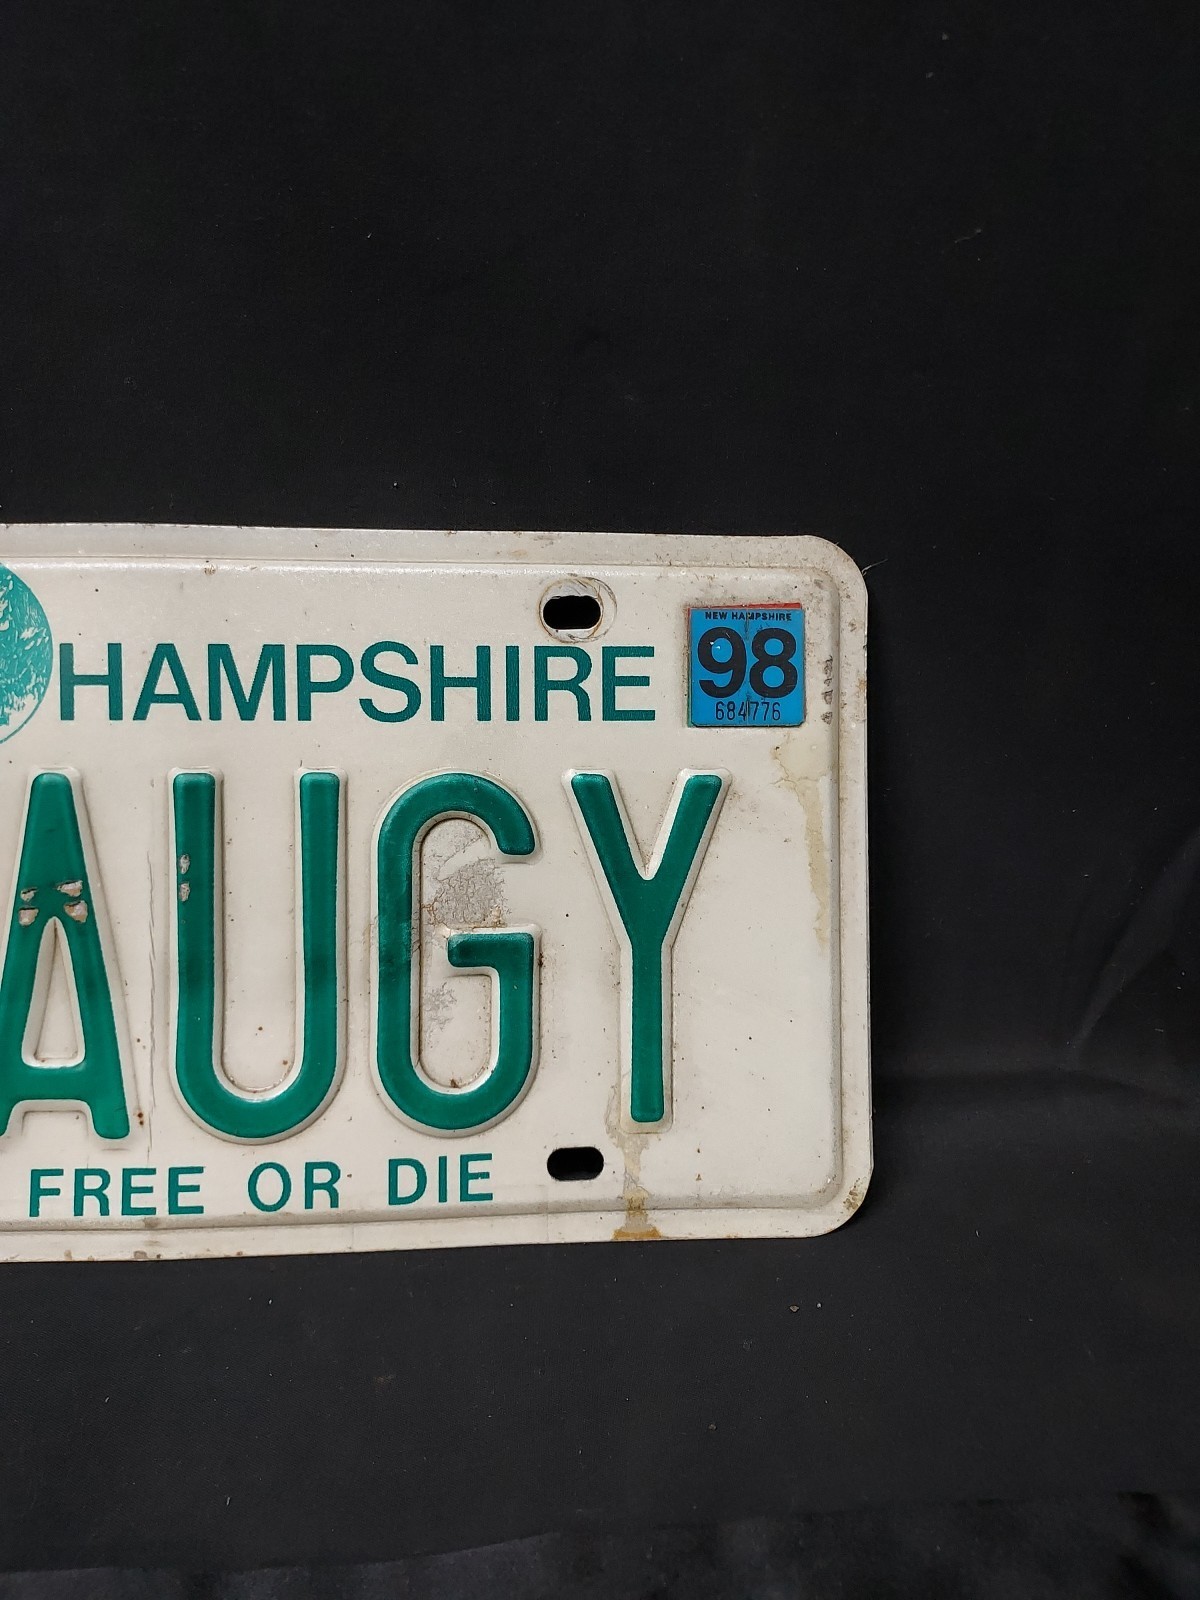 HAMPSHIRE
NEW HAMPSHIRE
98
684776
AUGY
FREE OR DIE